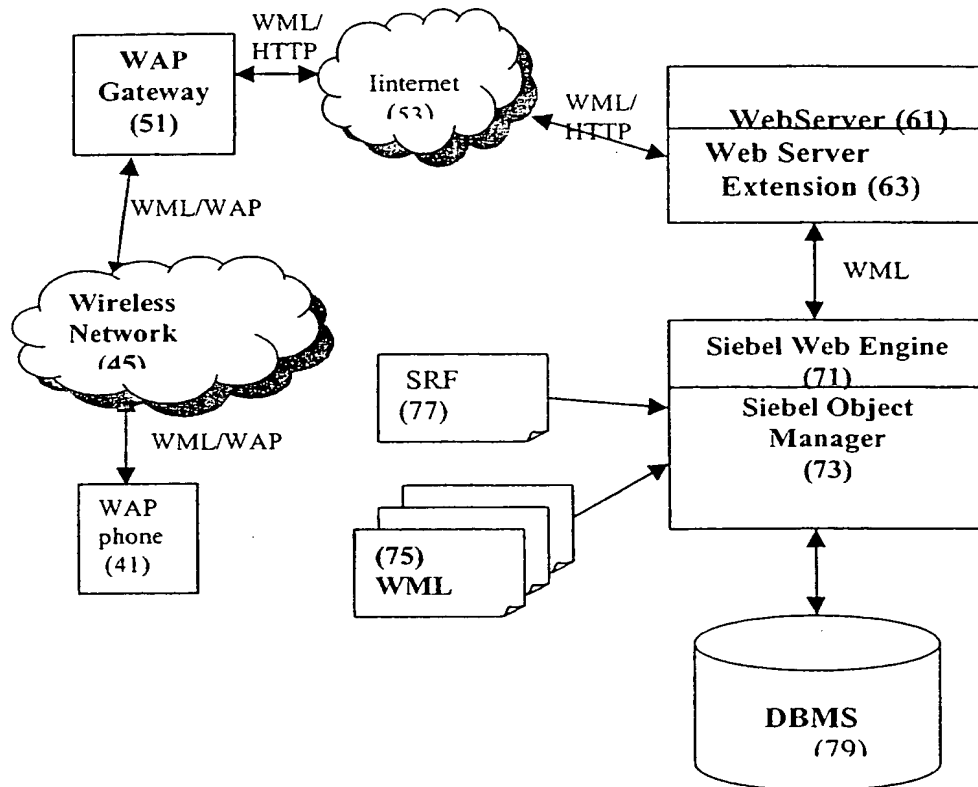 WML/
HTTP
WAP
Gateway
(51)
Iinternet
(53)
WML/
HTTP
WebServer (61)
Web Server
Extension (63)
WML/WAP
WML
Wireless
Network
(45)
Siebel Web Engine
(71)
SRF
(77)
Siebel Object
Manager
(73)
WML/WAP
WAP
phone
(41)
(75)
WML
DBMS
(79)